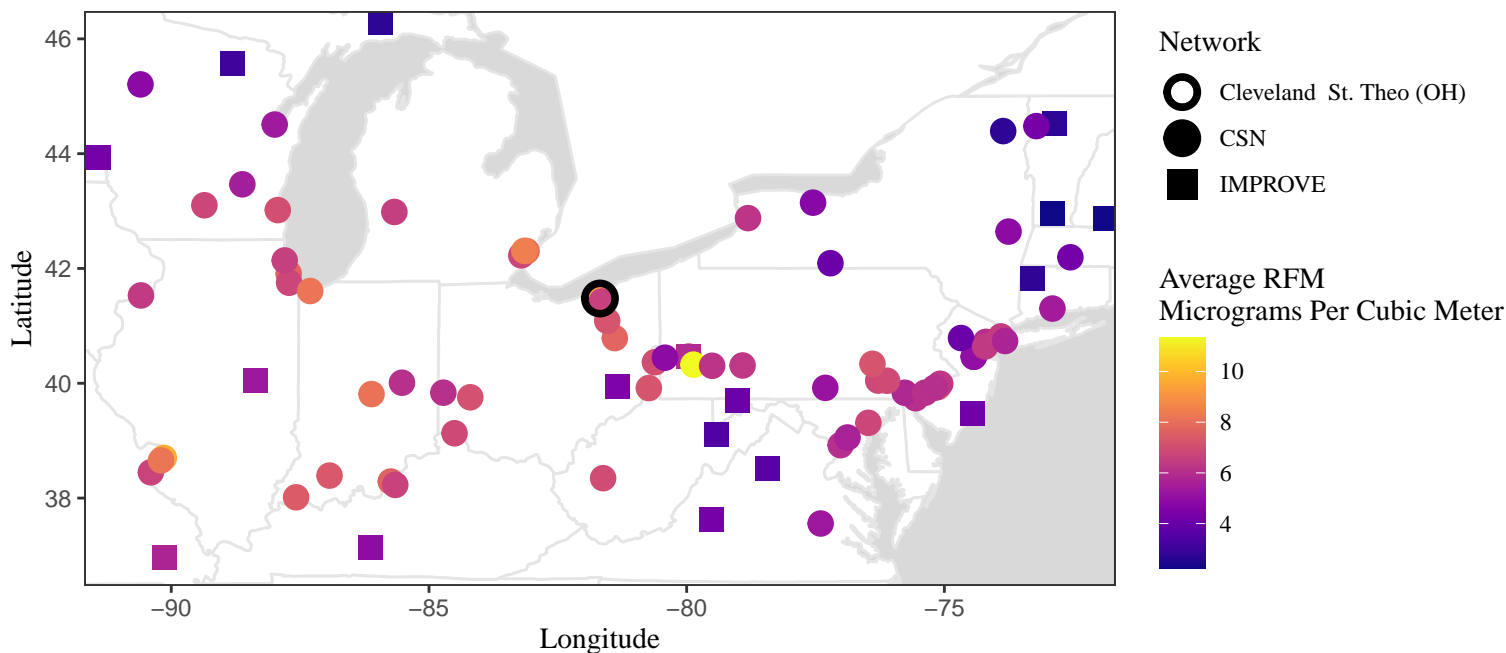 46
44
42
40
38
Latitude
−90
−85
−80
−75
Longitude
Network
Cleveland  St. Theo (OH)
CSN
IMPROVE
Average RFM
Micrograms Per Cubic Meter
10
8
6
4